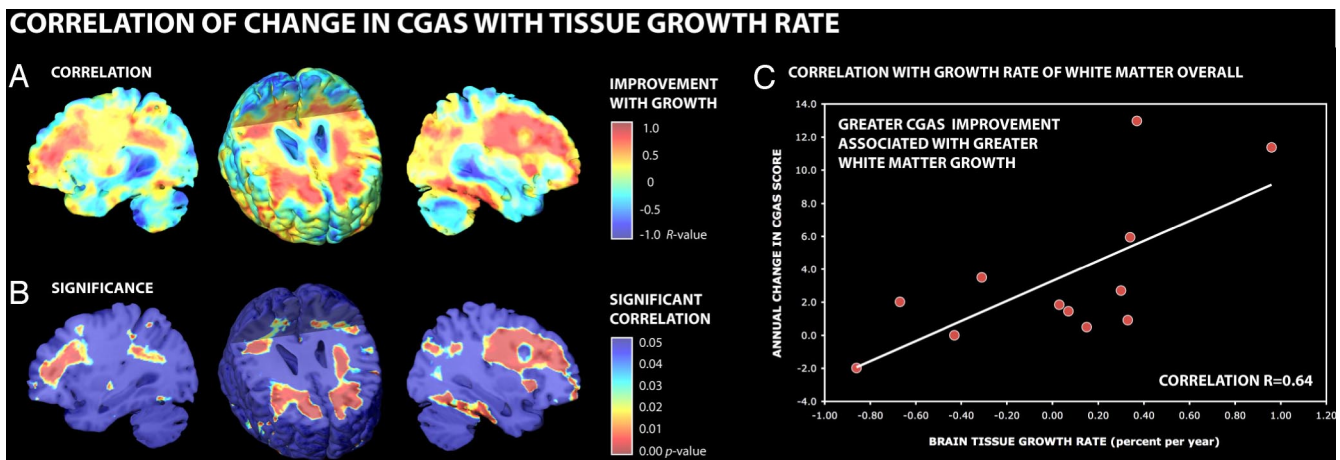 CORRELATION OF CHANGE IN CGAS WITH TISSUE GROWTH RATE
A
CORRELATION
IMPROVEMENT
WITH GROWTH
1.0
0.5
0
-0.5
-1.0 R-value
B
SIGNIFICANCE
SIGNIFICANT
CORRELATION
0.05
0.04
0.03
0.02
0.01
0.00 p-value
C
CORRELATION WITH GROWTH RATE OF WHITE MATTER OVERALL
ANNUAL CHANGE IN CGAS SCORE
14.0
12.0
10.0
8.0
6.0
4.0
2.0
0.0
-2.0
-4.0
GREATER CGAS IMPROVEMENT
ASSOCIATED WITH GREATER
WHITE MATTER GROWTH
CORRELATION R=0.64
-1.00 -0.80 -0.60 -0.40 -0.20 0.00 0.20 0.40 0.60 0.80 1.00 1.20
BRAIN TISSUE GROWTH RATE (percent per year)